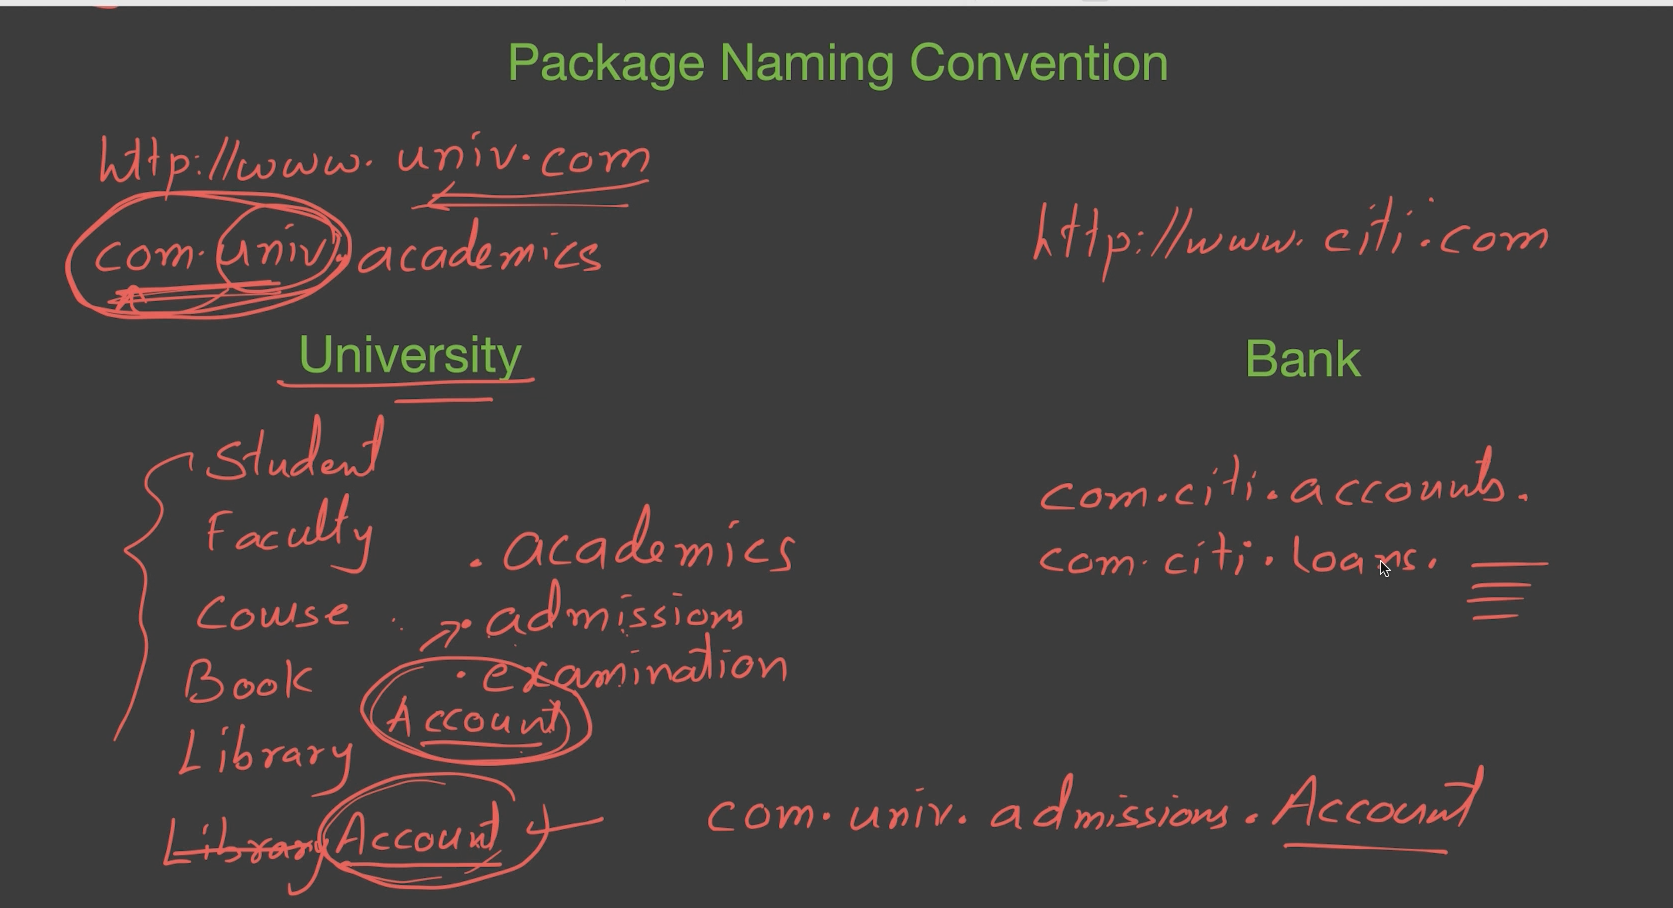 Package Naming Convention
http://www.univ.com
com.univ.academics
http://www.citi.com
University
Bank
Student
Faculty
Course
Book
Library
Library Account
.academics
.admissions
.examination
Account
com.citi.accounts.
com.citi.loans.
com.univ.admissions.Account